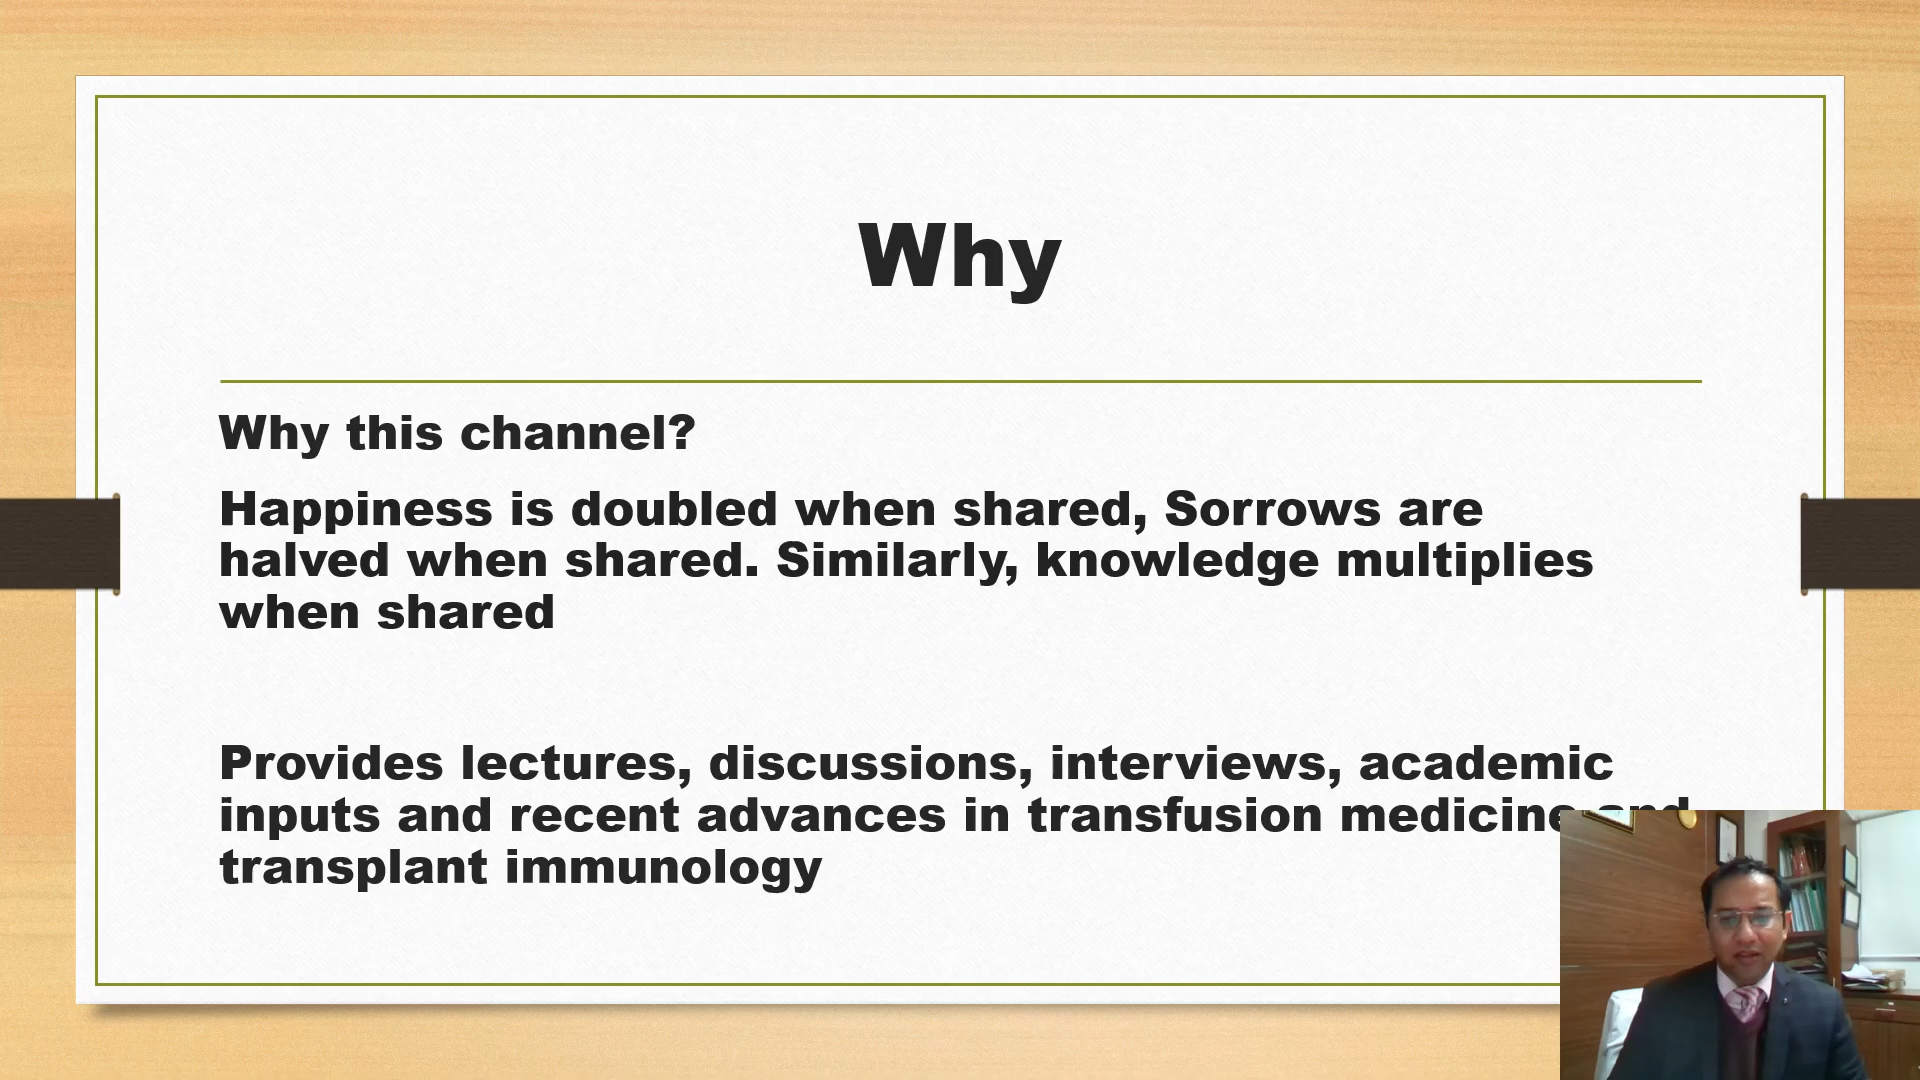 Why
Why this channel?
Happiness is doubled when shared, Sorrows are
halved when shared. Similarly, knowledge multiplies
when shared
Provides lectures, discussions, interviews, academic
inputs and recent advances in transfusion medicine and
transplant immunology